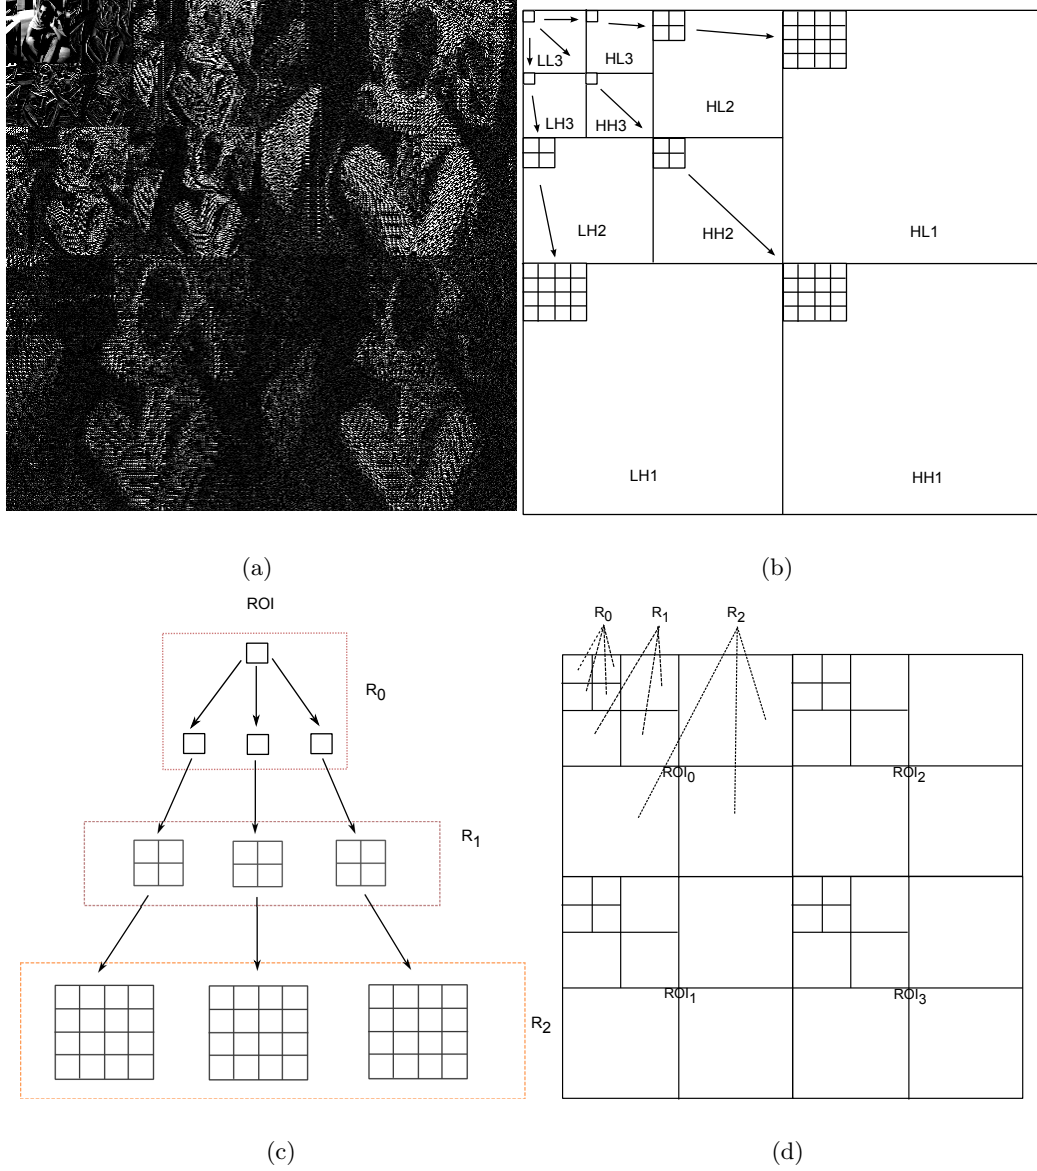 LL3
HL3
HL2
LH3
HH3
LH2
HH2
HL1
LH1
HH1
(a)
(b)
ROI
R0
R1
R2
(c)
R0
R1
R2
ROI0
ROI2
ROI1
ROI3
(d)